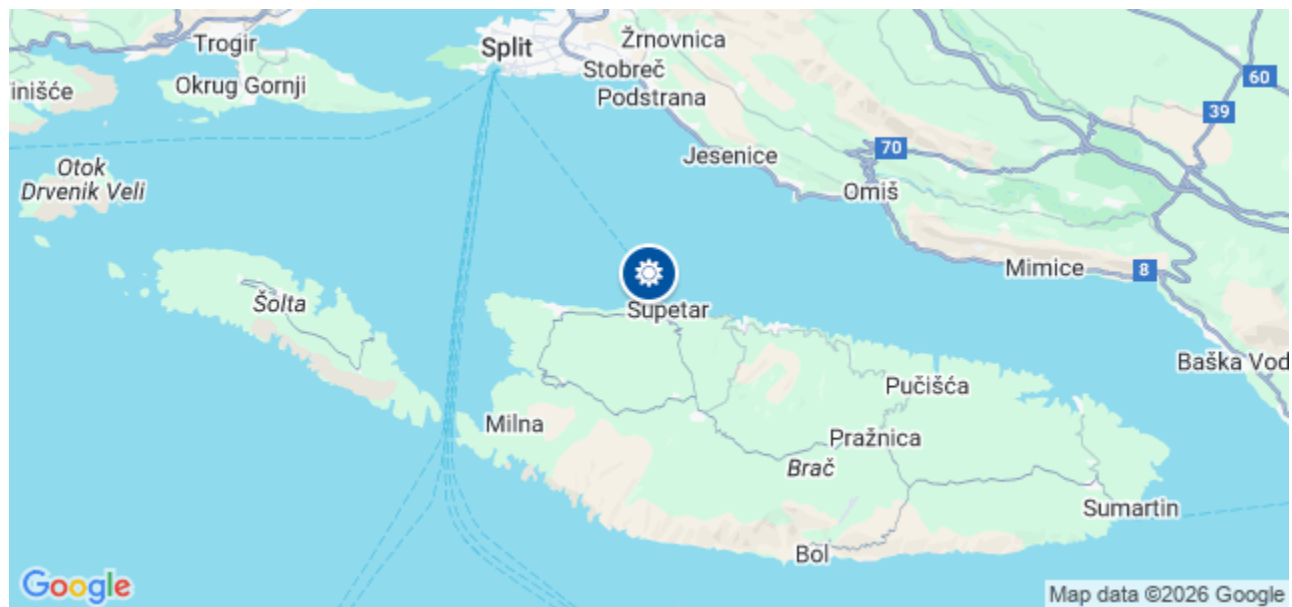 Trogir
Split
Žrnovnica
Stobreč
Okrug Gornji
inišće
Podstrana
60
39
70
Jesenice
Otok
Drvenik Veli
Omiš
Mimice
8
Šolta
Supetar
Baška Vod
Pučišća
Milna
Pražnica
Brač
Sumartin
Bol
Google
Map data ©2026 Google